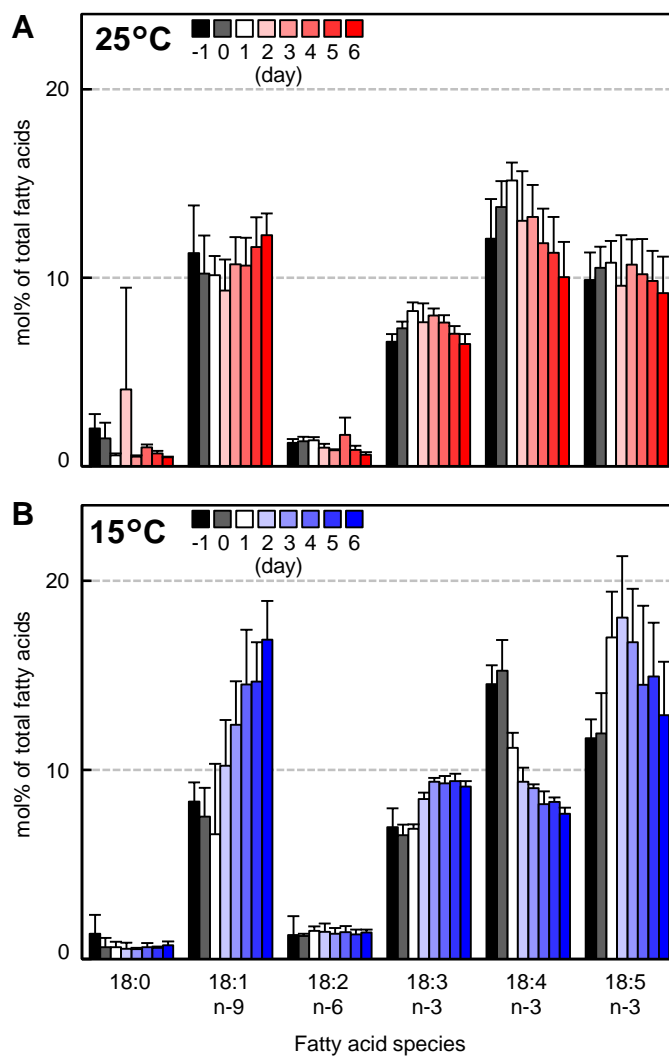 A
25°C
-1 0 1 2 3 4 5 6
(day)
20
10
0
mol% of total fatty acids
B
15°C
-1 0 1 2 3 4 5 6
(day)
20
10
0
mol% of total fatty acids
18:0 18:1 18:2 18:3 18:4 18:5
n-9 n-6 n-3 n-3 n-3
Fatty acid species